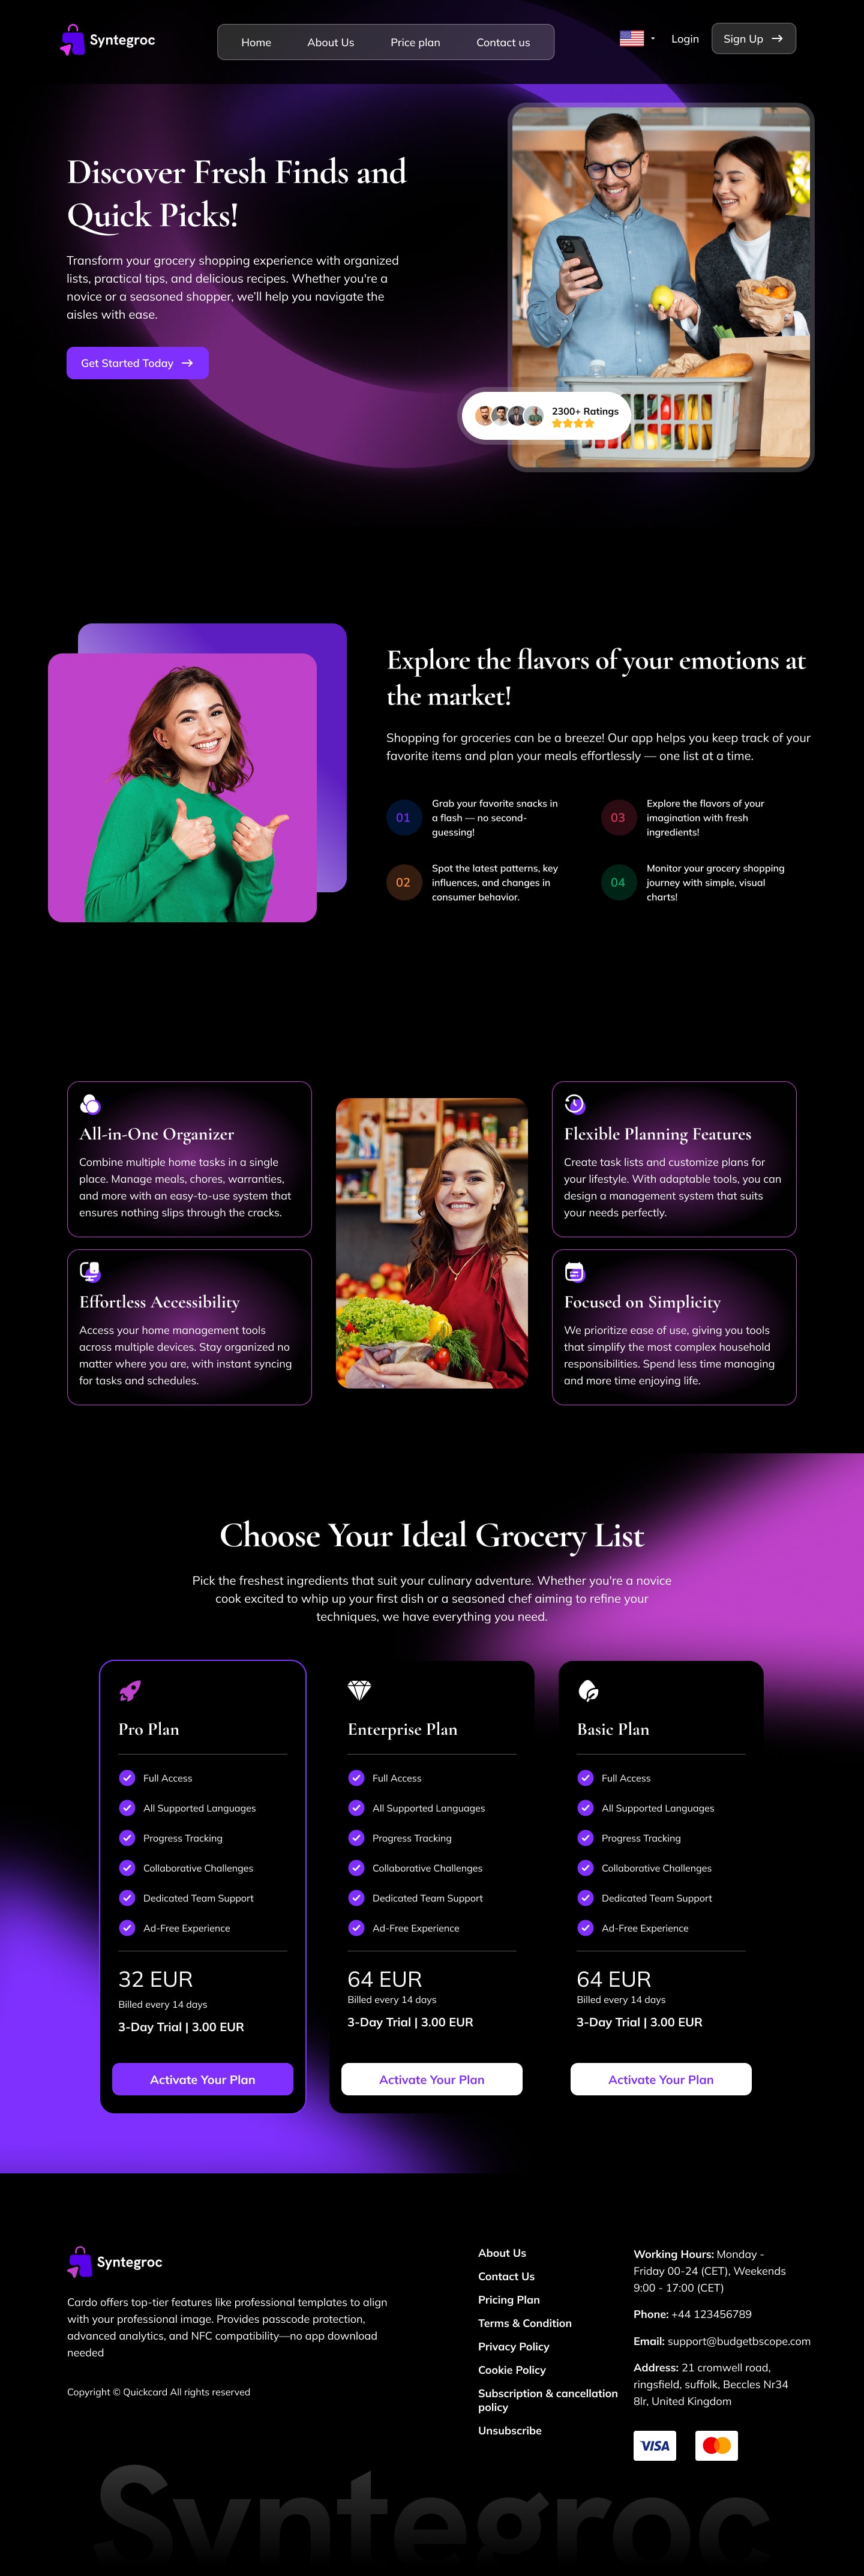 Syntegroc
Home
About Us
Price plan
Contact us
Login
Sign Up
Discover Fresh Finds and
Quick Picks!
Transform your grocery shopping experience with organized
lists, practical tips, and delicious recipes. Whether you're a
novice or a seasoned shopper, we'll help you navigate the
aisles with ease.
Get Started Today
2300+ Ratings
Explore the flavors of your emotions at
the market!
Shopping for groceries can be a breeze! Our app helps you keep track of your
favorite items and plan your meals effortlessly — one list at a time.
01
Grab your favorite snacks in
a flash — no second-
guessing!
03
Explore the flavors of your
imagination with fresh
ingredients!
02
Spot the latest patterns, key
influences, and changes in
consumer behavior.
04
Monitor your grocery shopping
journey with simple, visual
charts!
All-in-One Organizer
Combine multiple home tasks in a single
place. Manage meals, chores, warranties,
and more with an easy-to-use system that
ensures nothing slips through the cracks.
Effortless Accessibility
Access your home management tools
across multiple devices. Stay organized no
matter where you are, with instant syncing
for tasks and schedules.
Flexible Planning Features
Create task lists and customize plans for
your lifestyle. With adaptable tools, you can
design a management system that suits
your needs perfectly.
Focused on Simplicity
We prioritize ease of use, giving you tools
that simplify the most complex household
responsibilities. Spend less time managing
and more time enjoying life.
Choose Your Ideal Grocery List
Pick the freshest ingredients that suit your culinary adventure. Whether you're a novice
cook excited to whip up your first dish or a seasoned chef aiming to refine your
techniques, we have everything you need.
Pro Plan
Full Access
All Supported Languages
Progress Tracking
Collaborative Challenges
Dedicated Team Support
Ad-Free Experience
32 EUR
Billed every 14 days
3-Day Trial | 3.00 EUR
Activate Your Plan
Enterprise Plan
Full Access
All Supported Languages
Progress Tracking
Collaborative Challenges
Dedicated Team Support
Ad-Free Experience
64 EUR
Billed every 14 days
3-Day Trial | 3.00 EUR
Activate Your Plan
Basic Plan
Full Access
All Supported Languages
Progress Tracking
Collaborative Challenges
Dedicated Team Support
Ad-Free Experience
64 EUR
Billed every 14 days
3-Day Trial | 3.00 EUR
Activate Your Plan
Syntegroc
Cardo offers top-tier features like professional templates to align
with your professional image. Provides passcode protection,
advanced analytics, and NFC compatibility—no app download
needed
Copyright © Quickcard All rights reserved
About Us
Contact Us
Pricing Plan
Terms & Condition
Privacy Policy
Cookie Policy
Subscription & cancellation
policy
Unsubscribe
Working Hours: Monday -
Friday 00-24 (CET), Weekends
9:00 - 17:00 (CET)
Phone: +44 123456789
Email: support@budgetbscope.com
Address: 21 cromwell road,
ringsfield, suffolk, Beccles Nr34
8lr, United Kingdom
VISA
Syntegroc